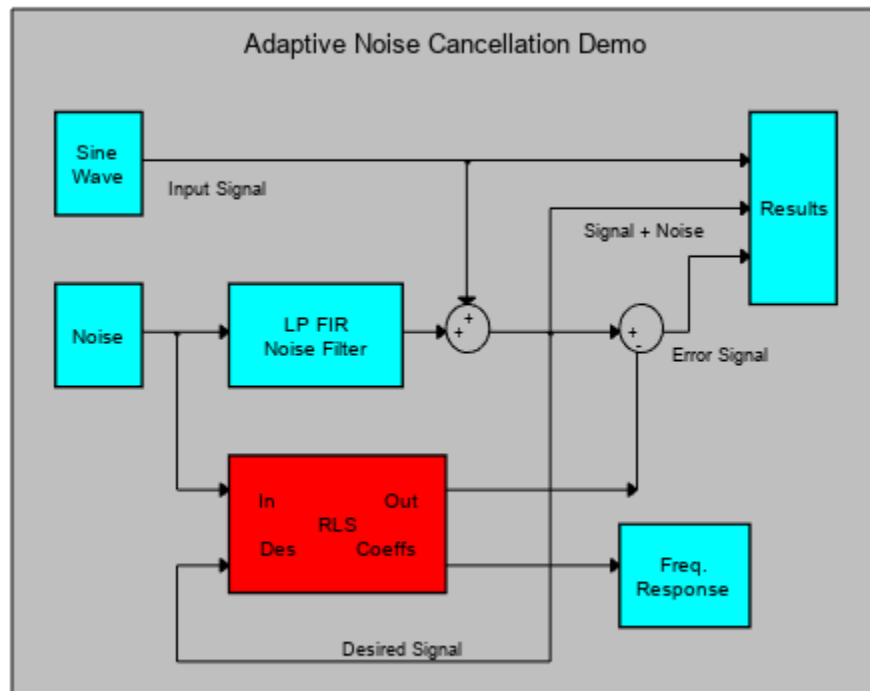 Adaptive Noise Cancellation Demo
Sine
Wave
Input Signal
Results
Signal + Noise
Noise
LP FIR
Noise Filter
+
+
+
-
Error Signal
In
Out
RLS
Des
Coeffs
Freq.
Response
Desired Signal